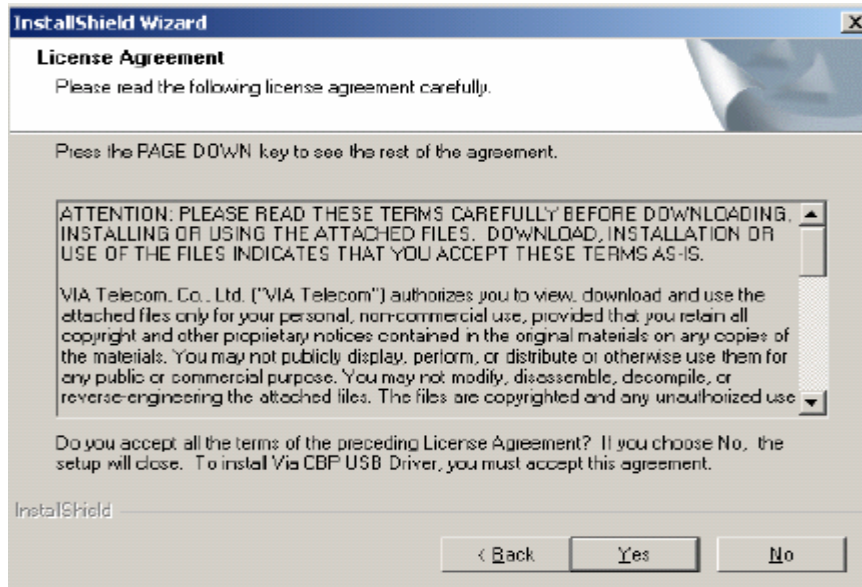 InstallShield Wizard
License Agreement
Please read the following license agreement carefully.
Press the PAGE DOWN key to see the rest of the agreement.
ATTENTION: PLEASE READ THESE TERMS CAREFULLY BEFORE DOWNLOADING,
INSTALLING OR USING THE ATTACHED FILES. DOWNLOAD, INSTALLATION OR
USE OF THE FILES INDICATES THAT YOU ACCEPT THESE TERMS AS-IS.
VIA Telecom, Co., Ltd. ("VIA Telecom") authorizes you to view, download and use the
attached files only for your personal, non-commercial use, provided that you retain all
copyright and other proprietary notices contained in the original materials on any copies of
the materials. You may not publicly display, perform, or distribute or otherwise use them for
any public or commercial purpose. You may not modify, disassemble, decompile, or
reverse-engineering the attached files. The files are copyrighted and any unauthorized use
Do you accept all the terms of the preceding License Agreement? If you choose No, the
setup will close. To install Via CBP USB Driver, you must accept this agreement.
InstallShield
< Back
Yes
No